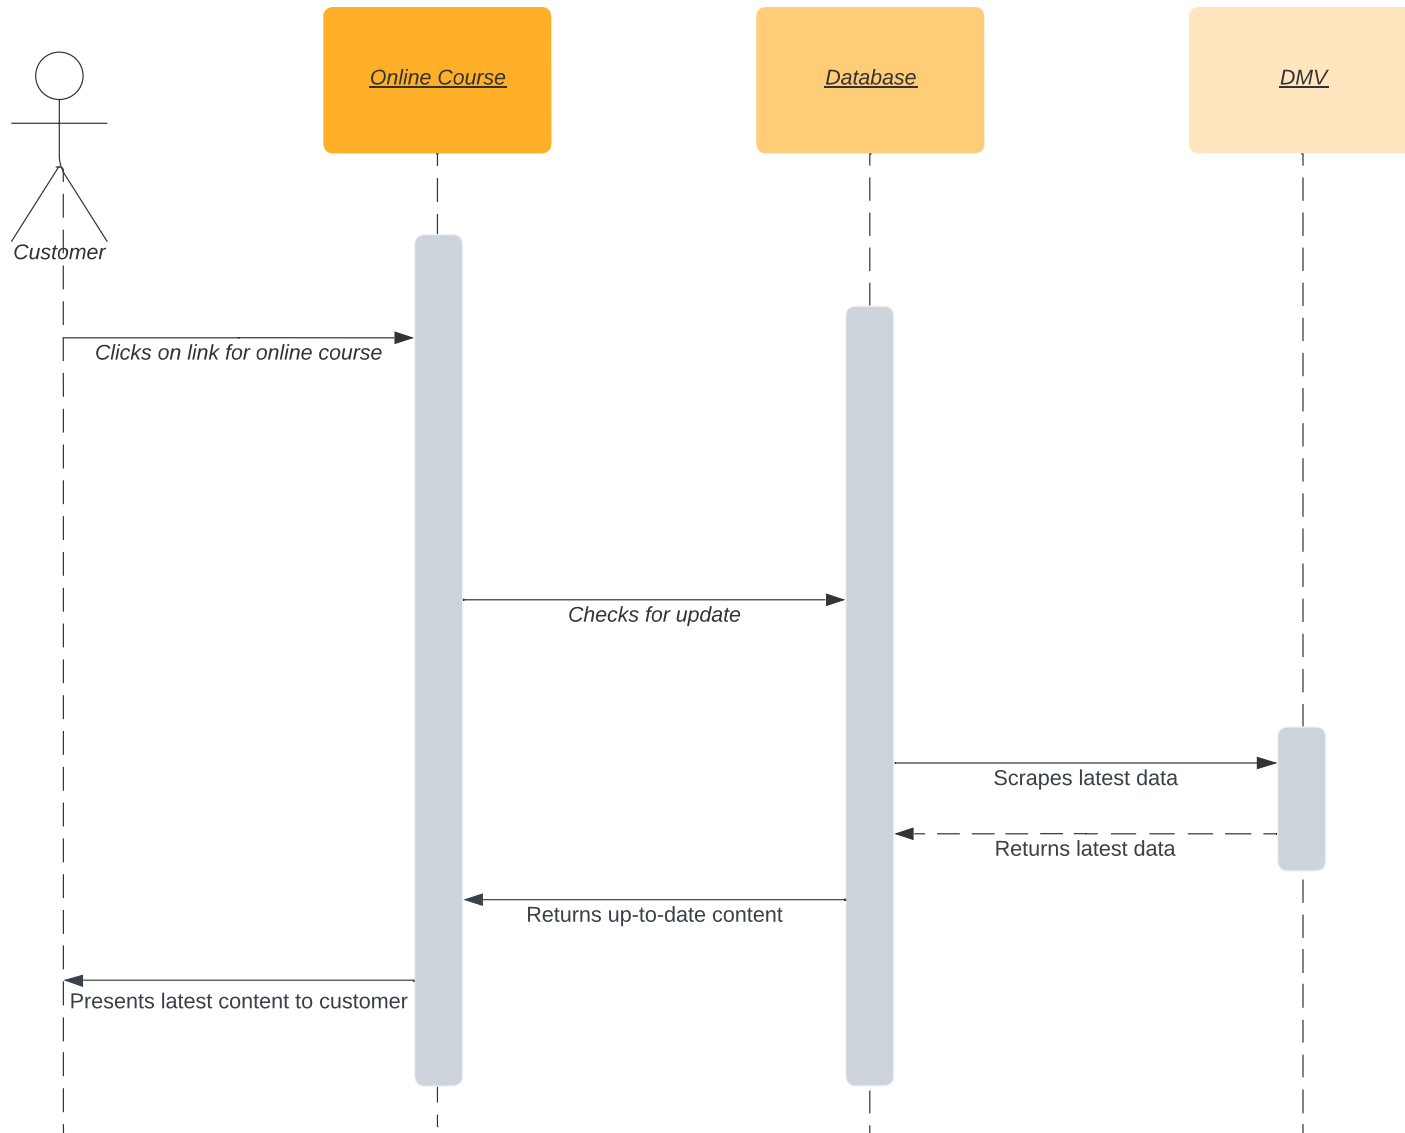 Online Course
Database
DMV
Customer
Clicks on link for online course
Checks for update
Scrapes latest data
Returns latest data
Returns up-to-date content
Presents latest content to customer